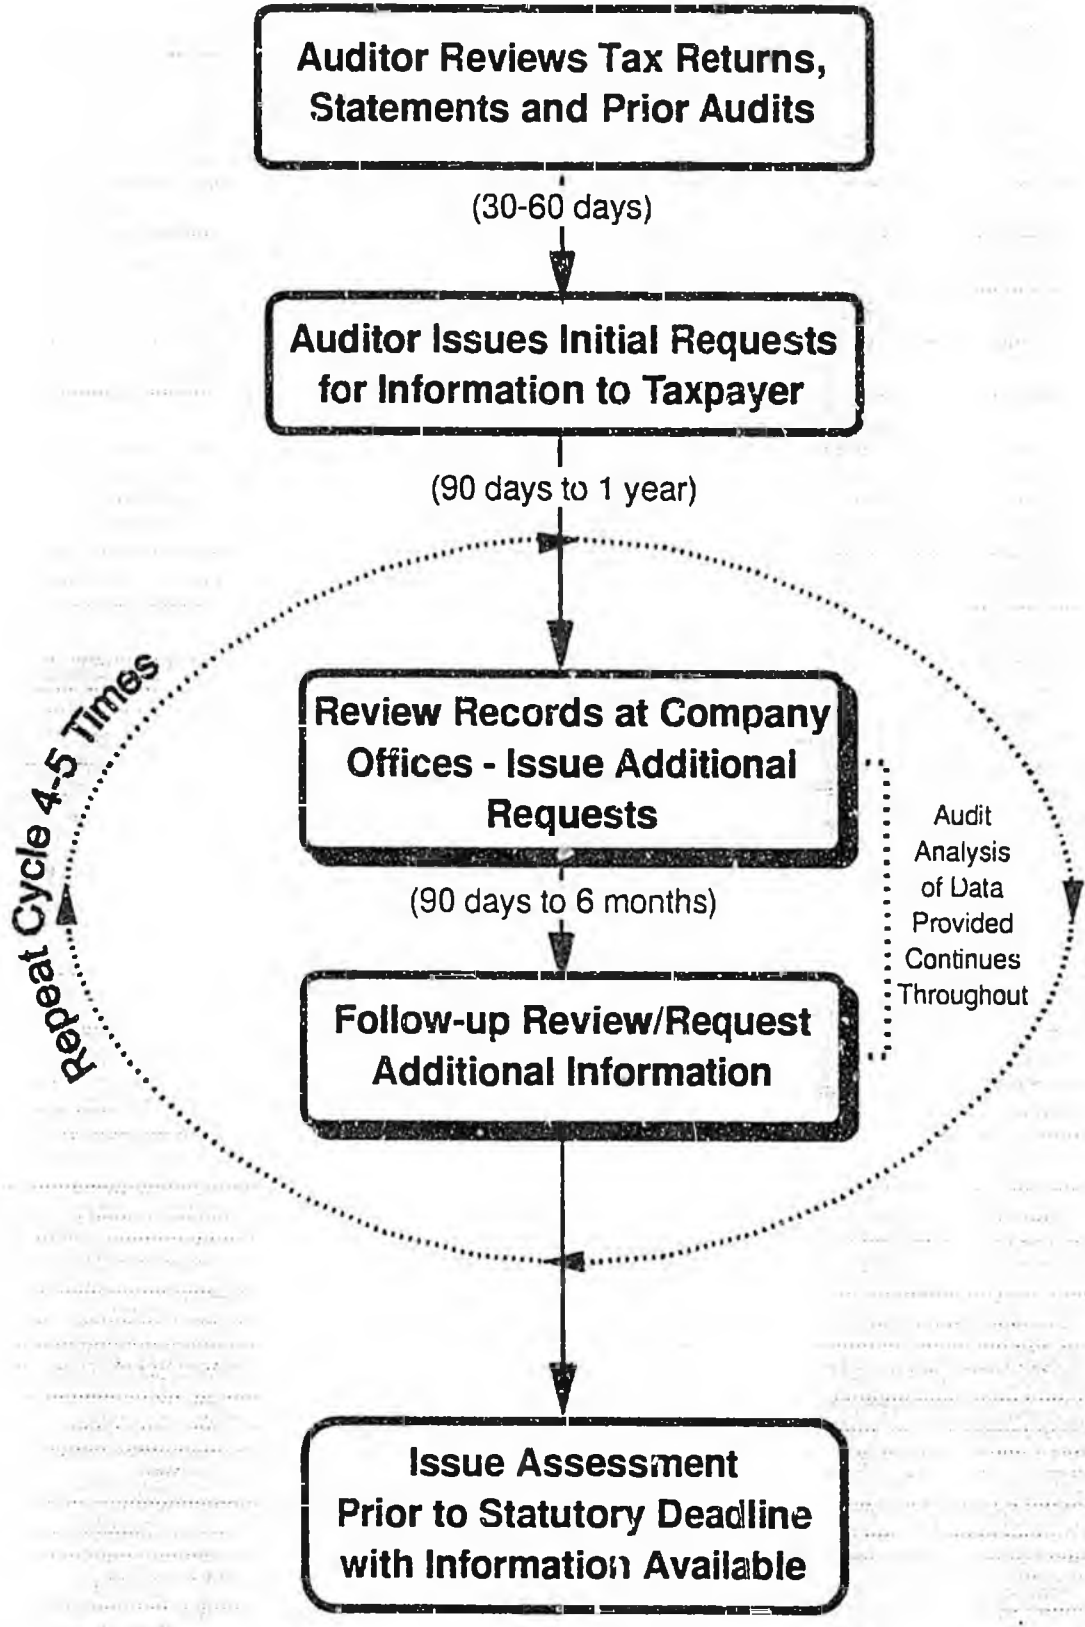 Auditor Reviews Tax Returns,
Statements and Prior Audits
(30-60 days)
Auditor Issues Initial Requests
for Information to Taxpayer
(90 days to 1 year)
Repeat Cycle 4-5 Times
Review Records at Company
Offices - Issue Additional
Requests
(90 days to 6 months)
Audit
Analysis
of Data
Provided
Continues
Throughout
Follow-up Review/Request
Additional Information
Issue Assessment
Prior to Statutory Deadline
with Information Available